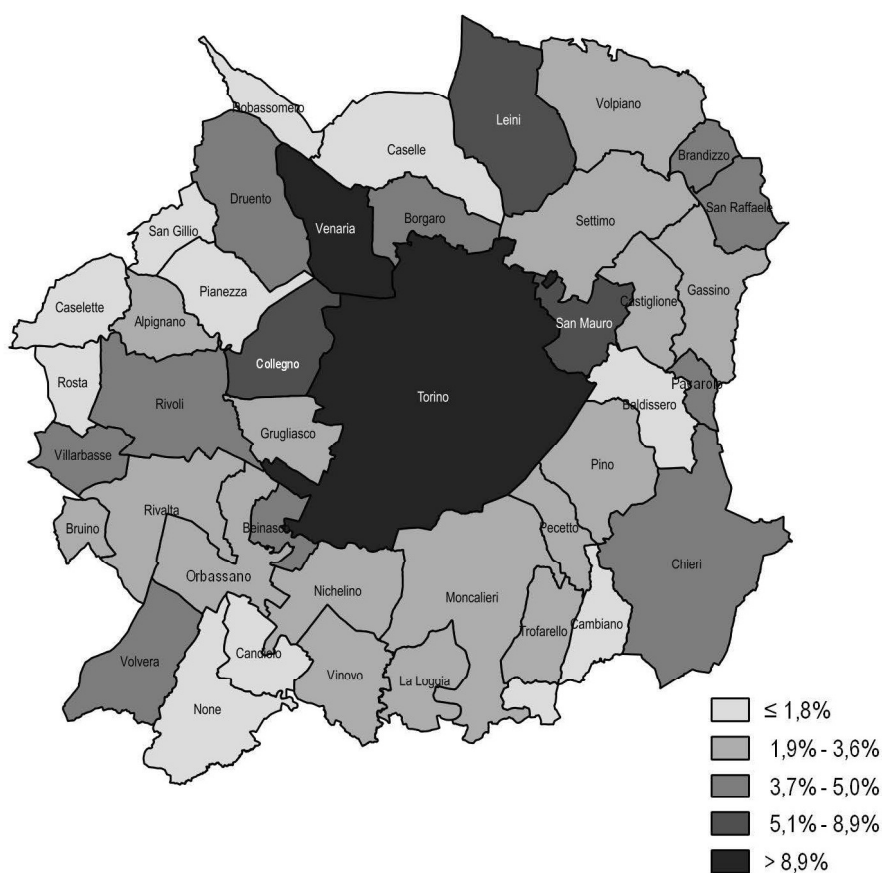 Robassomero
Caselle
Leini
Volpiano
Brandizzo
San Raffaele
Druento
Venaria
Borgaro
Settimo
San Gillio
Pianezza
Caselette
Alpignano
Castiglione
Gassino
San Mauro
Collegno
Rosta
Rivoli
Torino
Baldissero
Pavarolo
Grugliasco
Villarbasse
Pino
Rivalta
Bruino
Beinasco
Pecetto
Chieri
Orbassano
Nichelino
Moncalieri
Trofarello
Cambiano
Volvera
Candiolo
Vinovo
La Loggia
None
≤ 1,8%
1,9% - 3,6%
3,7% - 5,0%
5,1% - 8,9%
> 8,9%